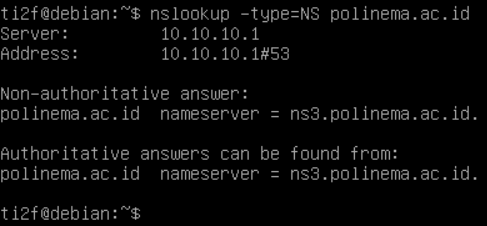 ti2f@debian:~$ nslookup -type=NS polinema.ac.id
Server:         10.10.10.1
Address:        10.10.10.1#53

Non-authoritative answer:
polinema.ac.id  nameserver = ns3.polinema.ac.id.

Authoritative answers can be found from:
polinema.ac.id  nameserver = ns3.polinema.ac.id.

ti2f@debian:~$